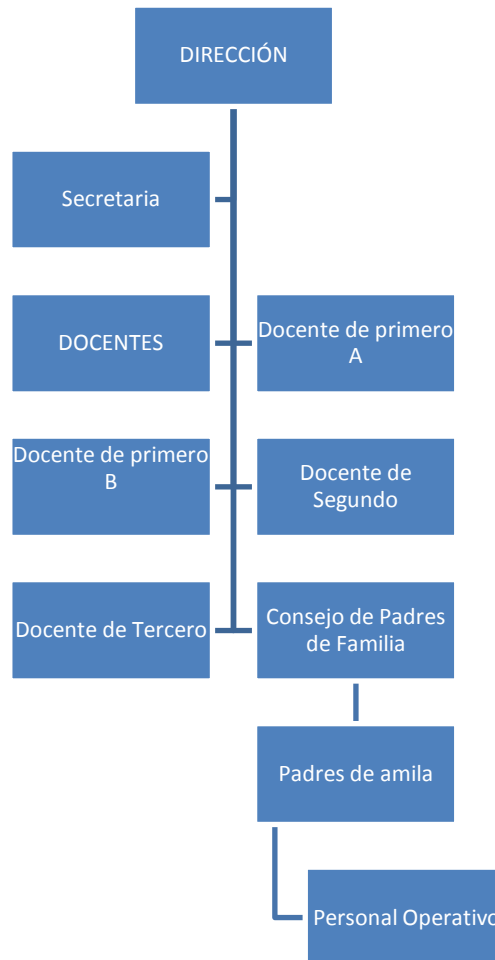 DIRECCIÓN
Secretaria
DOCENTES
Docente de primero
A
Docente de primero
B
Docente de
Segundo
Docente de Tercero
Consejo de Padres
de Familia
Padres de amila
Personal Operativo